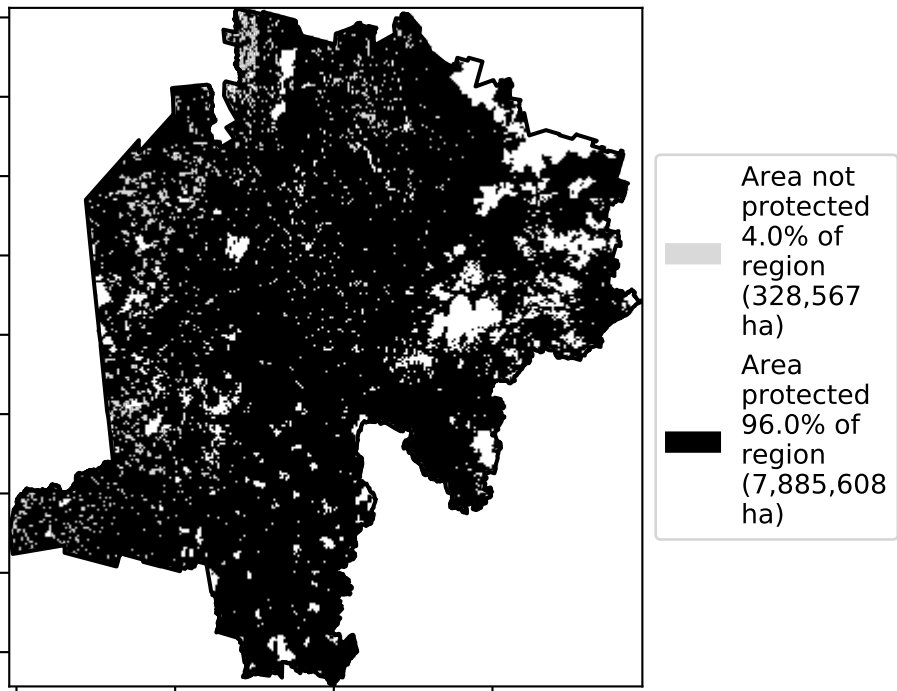 Area not
protected
4.0% of
region
(328,567
ha)
Area
protected
96.0% of
region
(7,885,608
ha)